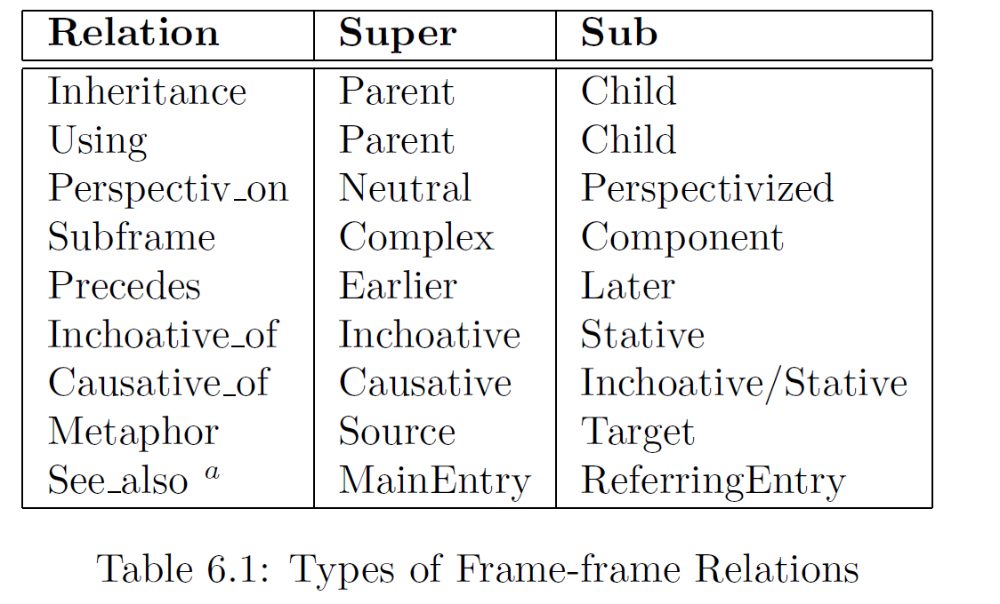 Relation Super Sub
Inheritance Parent Child
Using Parent Child
Perspectiv_on Neutral Perspectivized
Subframe Complex Component
Precedes Earlier Later
Inchoative_of Inchoative Stative
Causative_of Causative Inchoative/Stative
Metaphor Source Target
See_also a MainEntry ReferringEntry
Table 6.1: Types of Frame-frame Relations